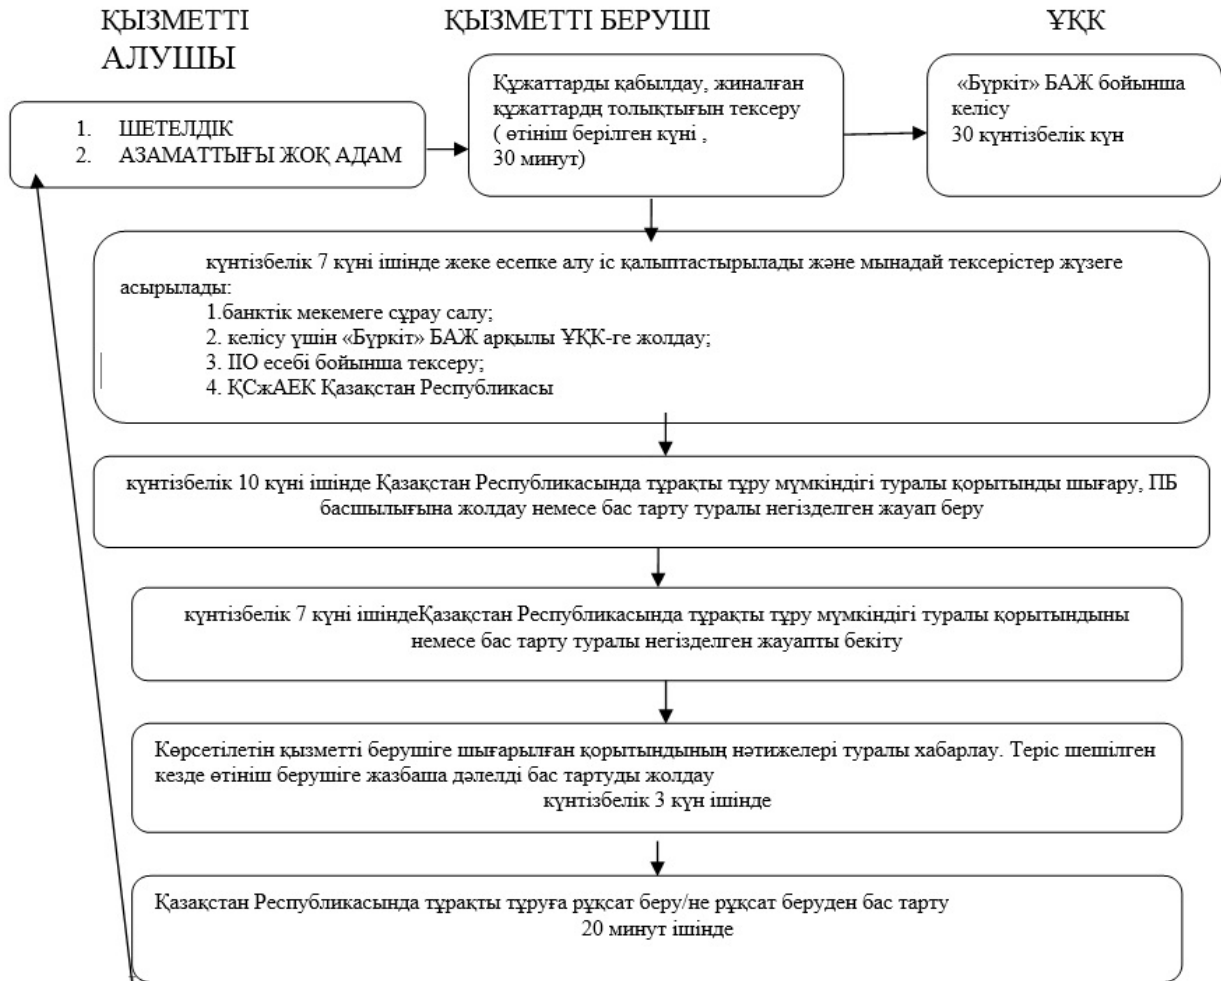 ҚЫЗМЕТТІ
АЛУШЫ
ҚЫЗМЕТТІ БЕРУШІ
ҰҚК
1. ШЕТЕЛДІК
2. АЗАМАТТЫҒЫ ЖОҚ АДАМ
Құжаттарды қабылдау, жиналған
құжаттардң толықтығын тексеру
( өтініш берілген күні ,
30 минут)
«Бүркіт» БАЖ бойынша
келісу
30 күнтізбелік күн
күнтізбелік 7 күні ішінде жеке есепке алу іс қалыптастырылады және мынадай тексерістер жүзеге
асырылады:
1.банктік мекемеге сұрау салу;
2. келісу үшін «Бүркіт» БАЖ арқылы ҰҚК-ге жолдау;
3. ІІО есебі бойынша тексеру;
4. ҚСжАЕК Қазақстан Республикасы
күнтізбелік 10 күні ішінде Қазақстан Республикасында тұрақты тұру мүмкіндігі туралы қорытынды шығару, ПБ
басшылығына жолдау немесе бас тарту туралы негізделген жауап беру
күнтізбелік 7 күні ішіндеҚазақстан Республикасында тұрақты тұру мүмкіндігі туралы қорытындыны
немесе бас тарту туралы негізделген жауапты бекіту
Көрсетілетін қызметті берушіге шығарылған қорытындының нәтижелері туралы хабарлау. Теріс шешілген
кезде өтініш берушіге жазбаша дәлелді бас тартуды жолдау
күнтізбелік 3 күн ішінде
Қазақстан Республикасында тұрақты тұруға рұқсат беру/не рұқсат беруден бас тарту
20 минут ішінде